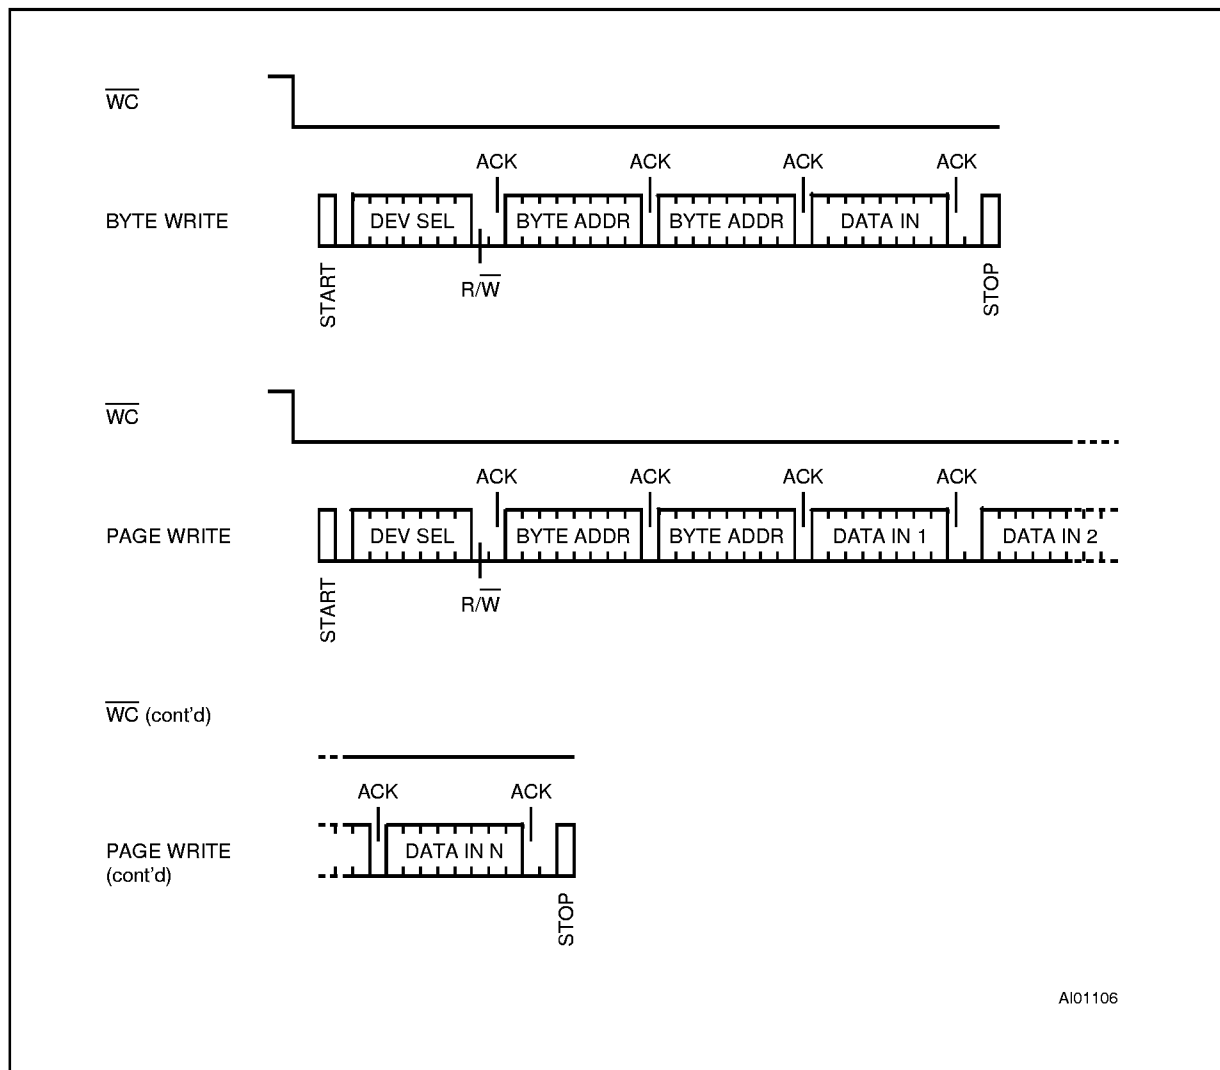 WC
ACK ACK ACK ACK
BYTE WRITE DEV SEL BYTE ADDR BYTE ADDR DATA IN
R/W
START STOP
WC
ACK ACK ACK ACK
PAGE WRITE DEV SEL BYTE ADDR BYTE ADDR DATA IN 1 DATA IN 2
R/W
START
WC (cont'd)
ACK ACK
PAGE WRITE DATA IN N
(cont'd)
STOP
AI01106